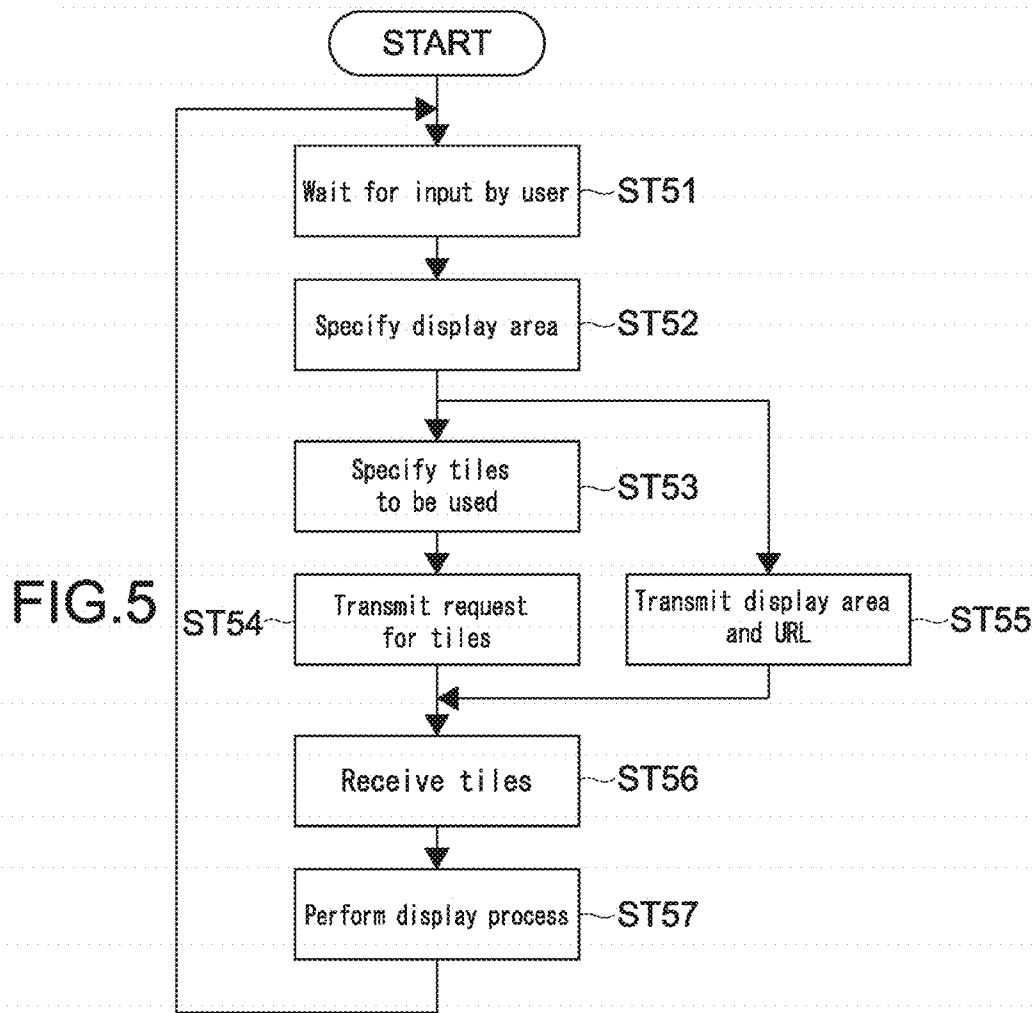 START
Wait for input by user
ST51
Specify display area
ST52
Specify tiles
to be used
ST53
FIG.5
ST54
Transmit request
for tiles
Transmit display area
and URL
ST55
Receive tiles
ST56
Perform display process
ST57